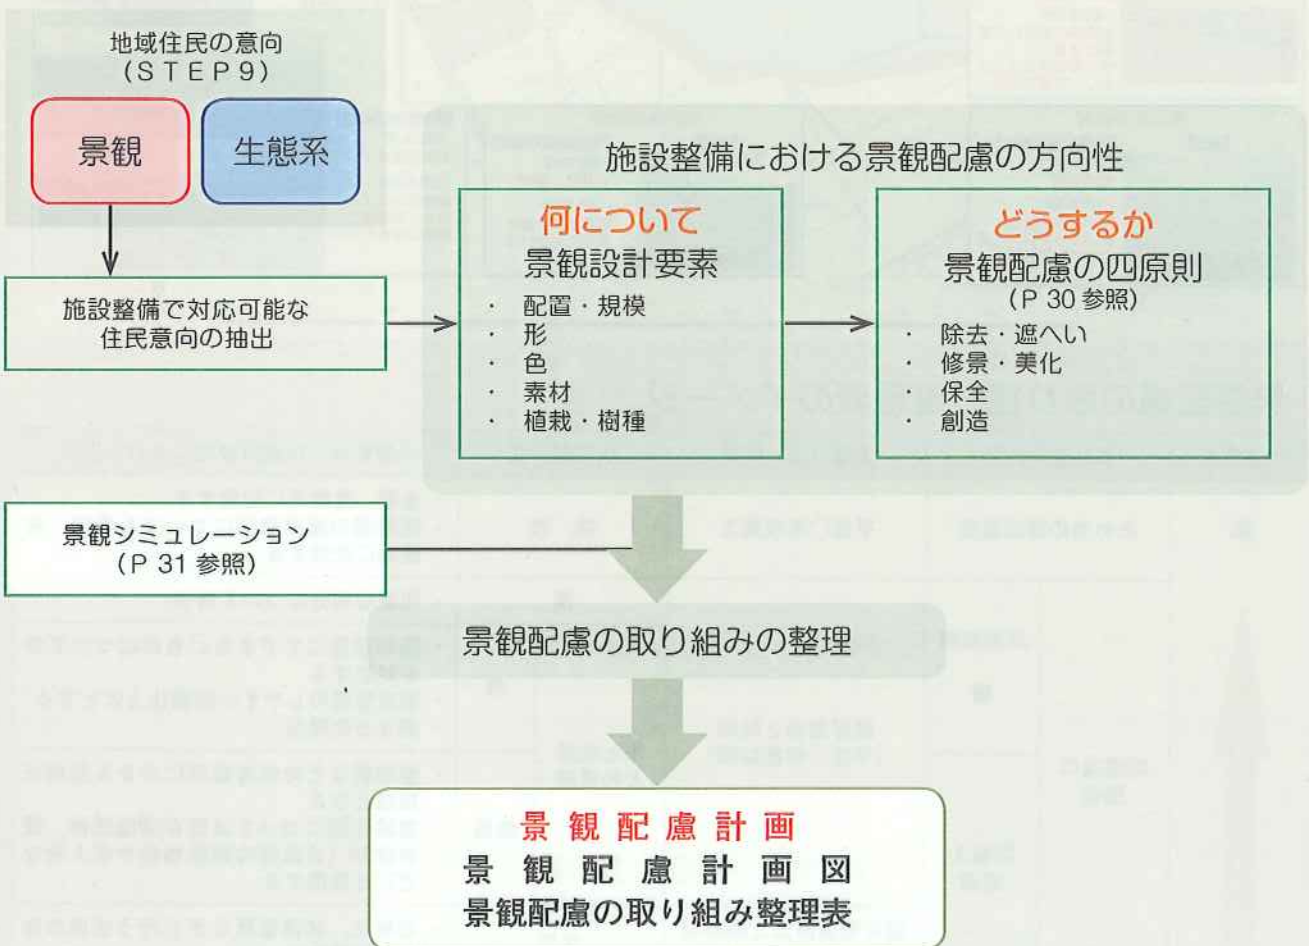 地域住民の意向
(STEP9)
景観
生態系
施設整備で対応可能な
住民意向の抽出
施設整備における景観配慮の方向性
何について
景観設計要素
・ 配置・規模
・ 形
・ 色
・ 素材
・ 植栽・樹種
どうするか
景観配慮の四原則
(P 30 参照)
・ 除去・遮へい
・ 修景・美化
・ 保全
・ 創造
景観シミュレーション
(P 31 参照)
景観配慮の取り組みの整理
景観配慮計画
景観配慮計画図
景観配慮の取り組み整理表